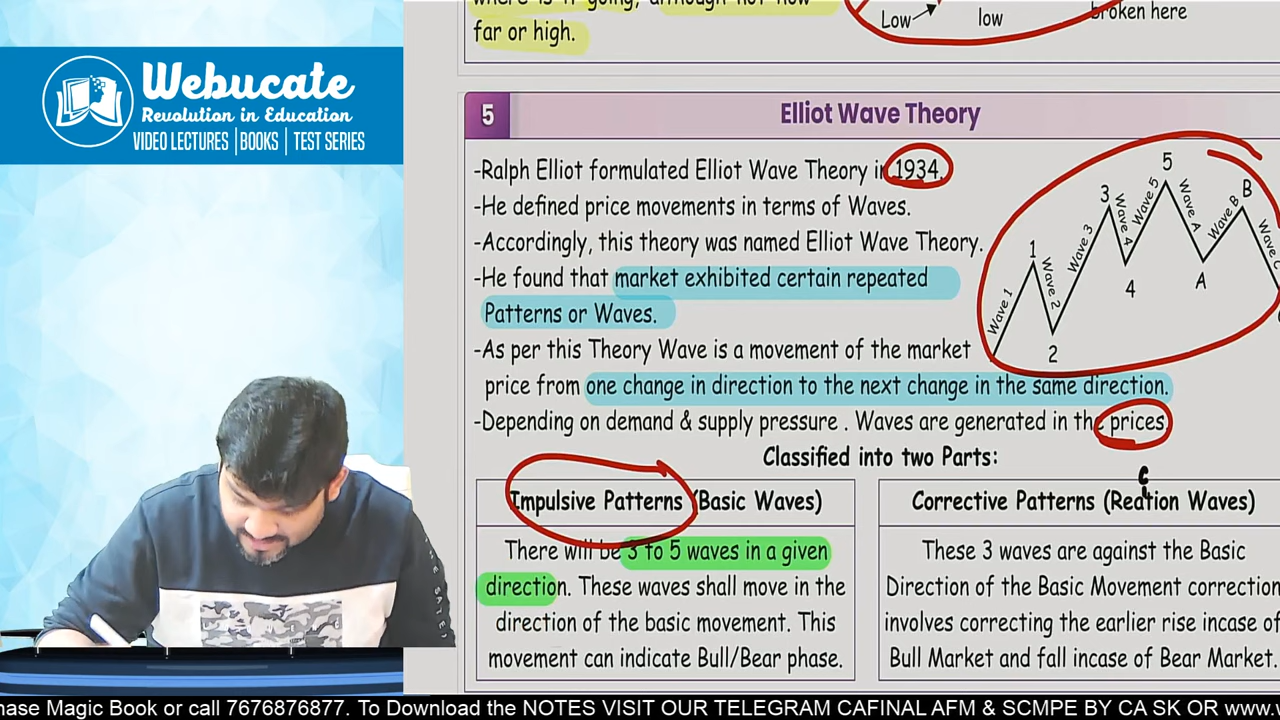 where is it going, although not how
far or high.
Low
low
broken here
Webucate
Revolution in Education
VIDEO LECTURES | BOOKS | TEST SERIES
5
Elliot Wave Theory
-Ralph Elliot formulated Elliot Wave Theory in 1934.
-He defined price movements in terms of Waves.
-Accordingly, this theory was named Elliot Wave Theory.
-He found that market exhibited certain repeated
Patterns or Waves.
-As per this Theory Wave is a movement of the market
price from one change in direction to the next change in the same direction.
-Depending on demand & supply pressure . Waves are generated in the prices.
Wave 1
1
Wave 2
2
Wave 3
3
Wave 4
4
Wave 5
5
Wave A
A
Wave B
B
Wave
Classified into two Parts:
Impulsive Patterns (Basic Waves)
There will be 3 to 5 waves in a given
direction. These waves shall move in the
direction of the basic movement. This
movement can indicate Bull/Bear phase.
c
Corrective Patterns (Reation Waves)
These 3 waves are against the Basic
Direction of the Basic Movement correction
involves correcting the earlier rise incase of
Bull Market and fall incase of Bear Market.
hase Magic Book or call 7676876877. To Download the NOTES VISIT OUR TELEGRAM CAFINAL AFM & SCMPE BY CA SK OR www.